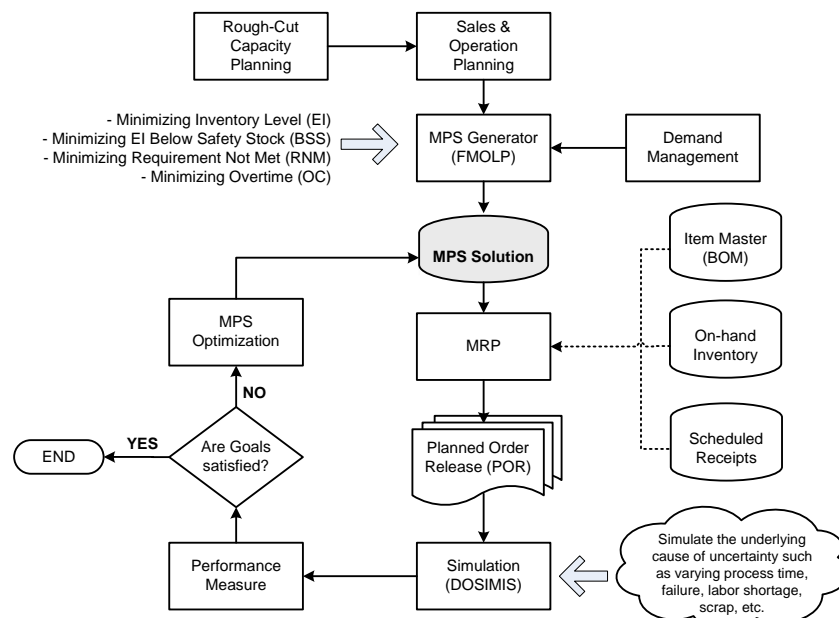 Rough-Cut
Capacity
Planning
Sales &
Operation
Planning
- Minimizing Inventory Level (EI)
- Minimizing EI Below Safety Stock (BSS)
- Minimizing Requirement Not Met (RNM)
- Minimizing Overtime (OC)
MPS Generator
(FMOLP)
Demand
Management
MPS Solution
Item Master
(BOM)
MPS
Optimization
MRP
On-hand
Inventory
NO
YES
END
Are Goals
satisfied?
Planned Order
Release (POR)
Scheduled
Receipts
Performance
Measure
Simulation
(DOSIMIS)
Simulate the underlying
cause of uncertainty such
as varying process time,
failure, labor shortage,
scrap, etc.